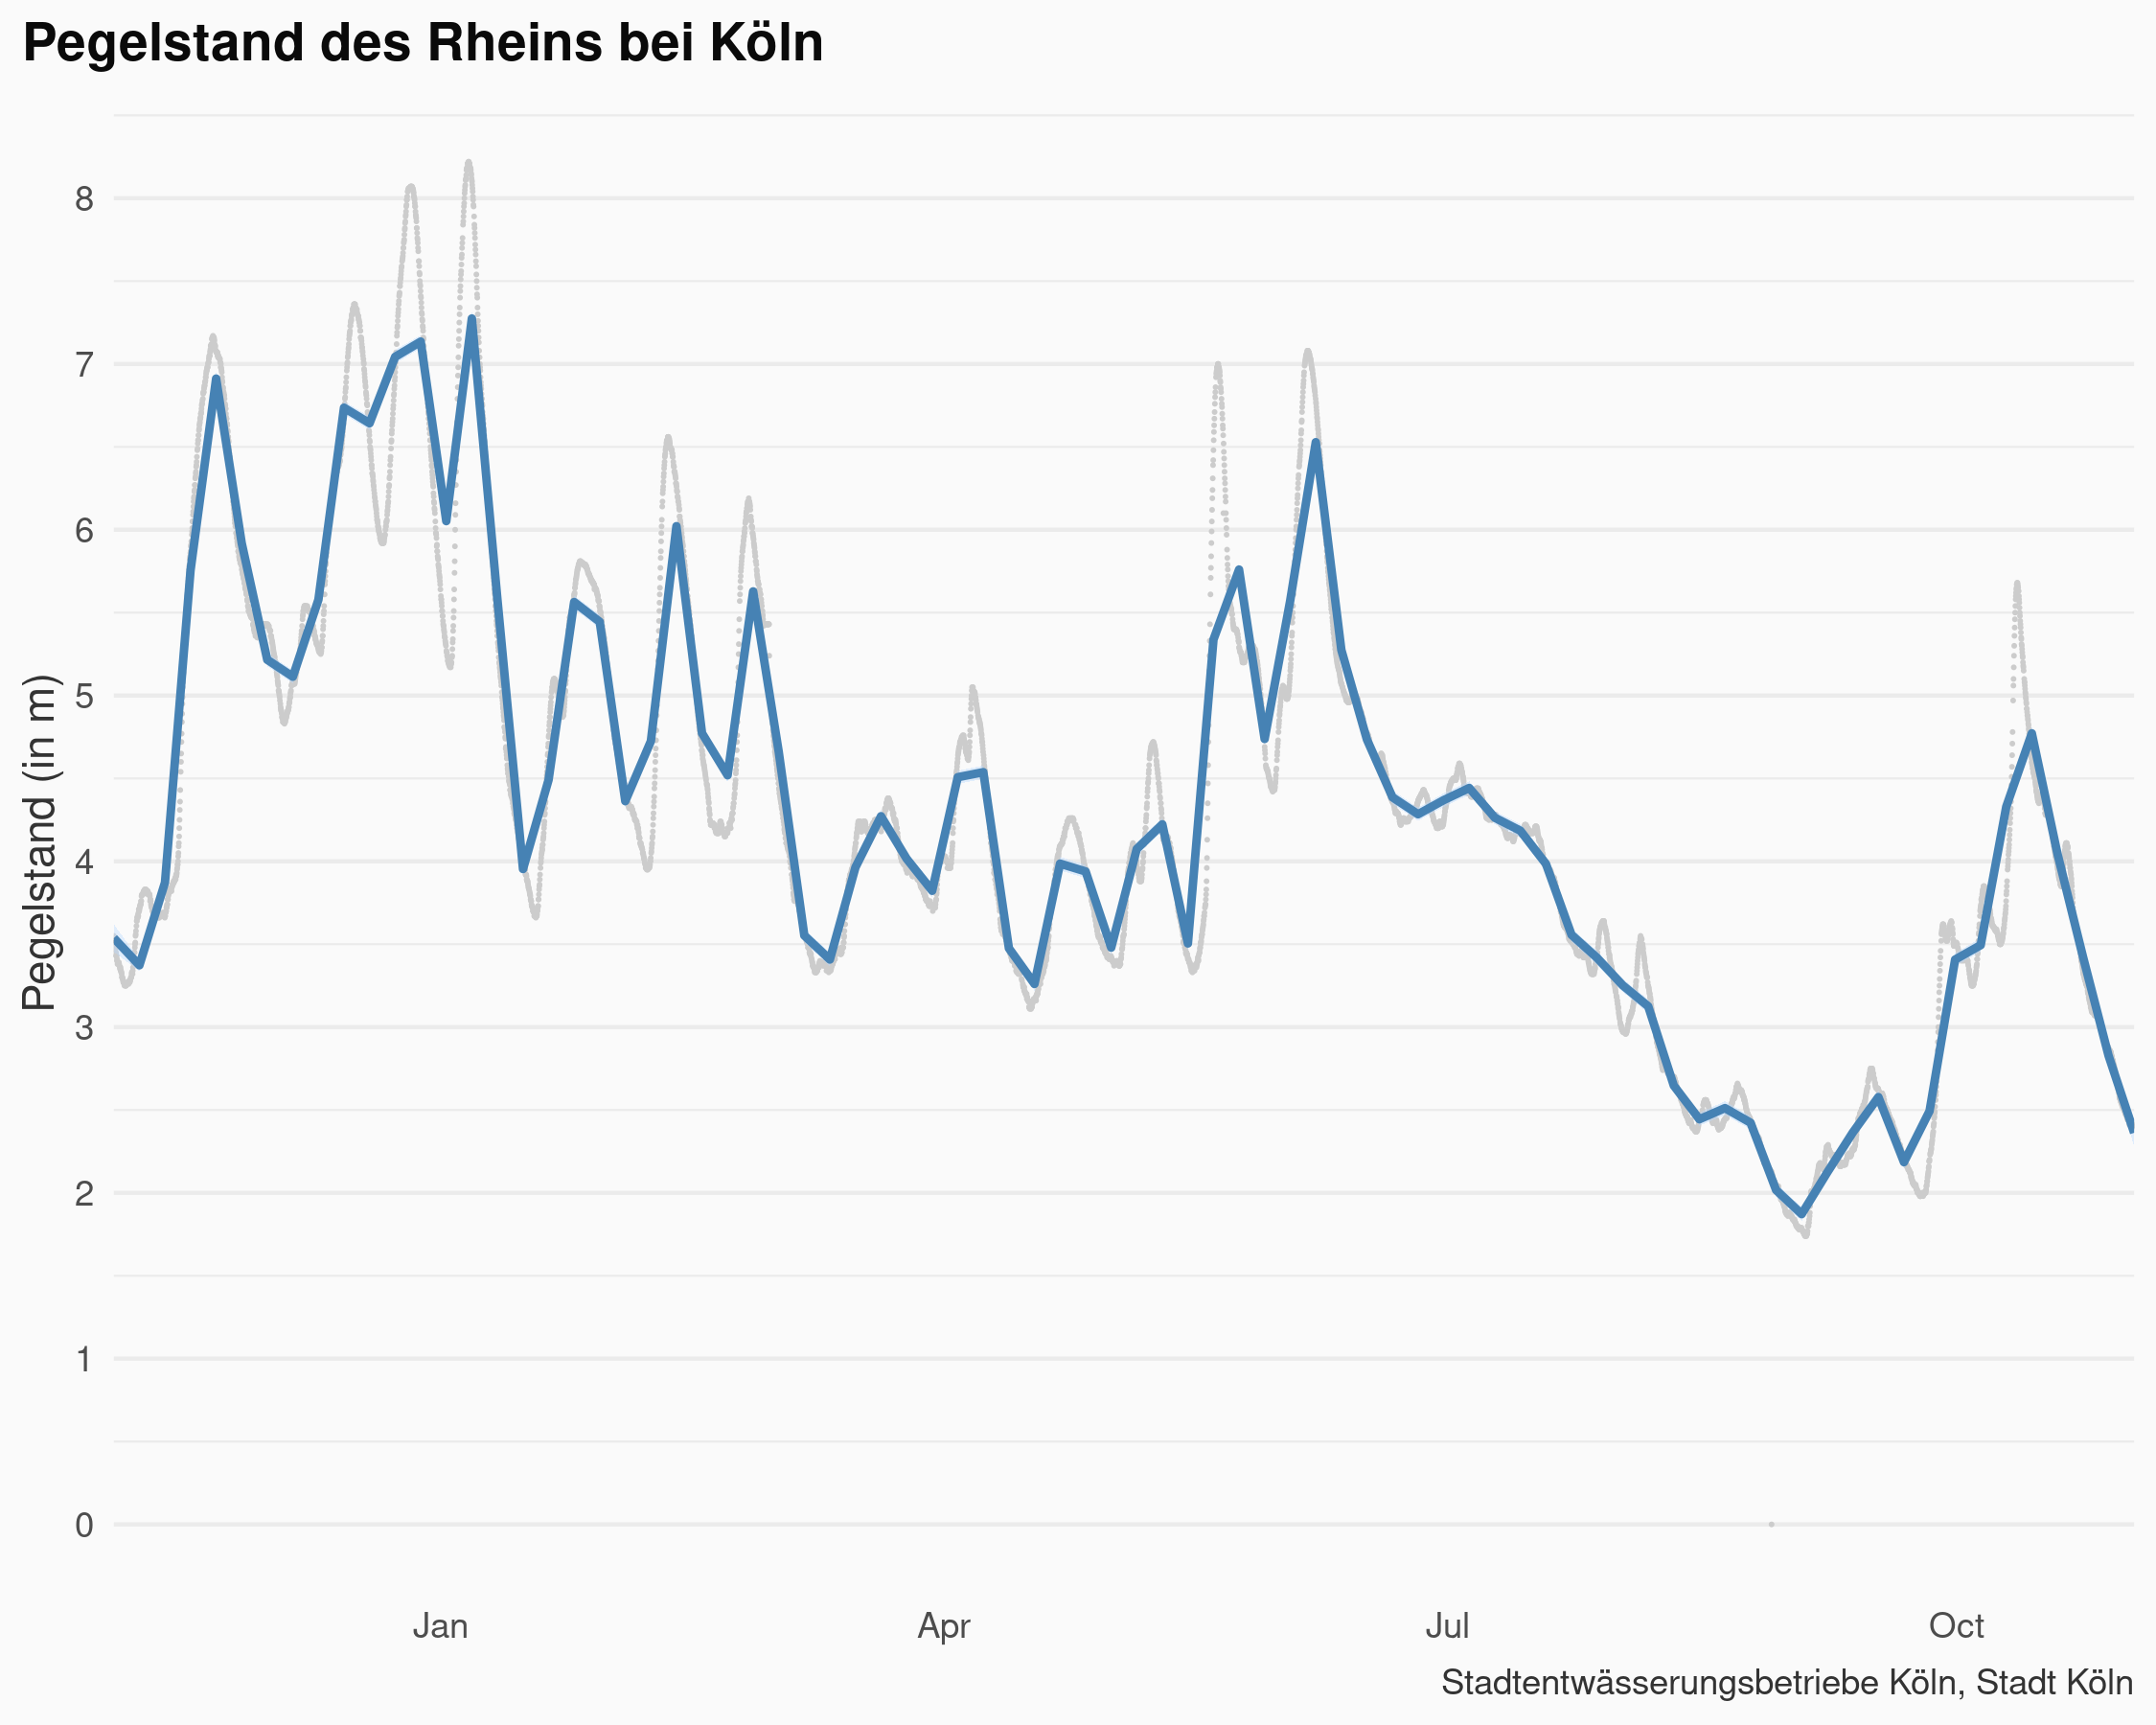 Pegelstand des Rheins bei Köln
Pegelstand (in m)
8
7
6
5
4
3
2
1
0
Jan Apr Jul Oct
Stadtentwässerungsbetriebe Köln, Stadt Köln